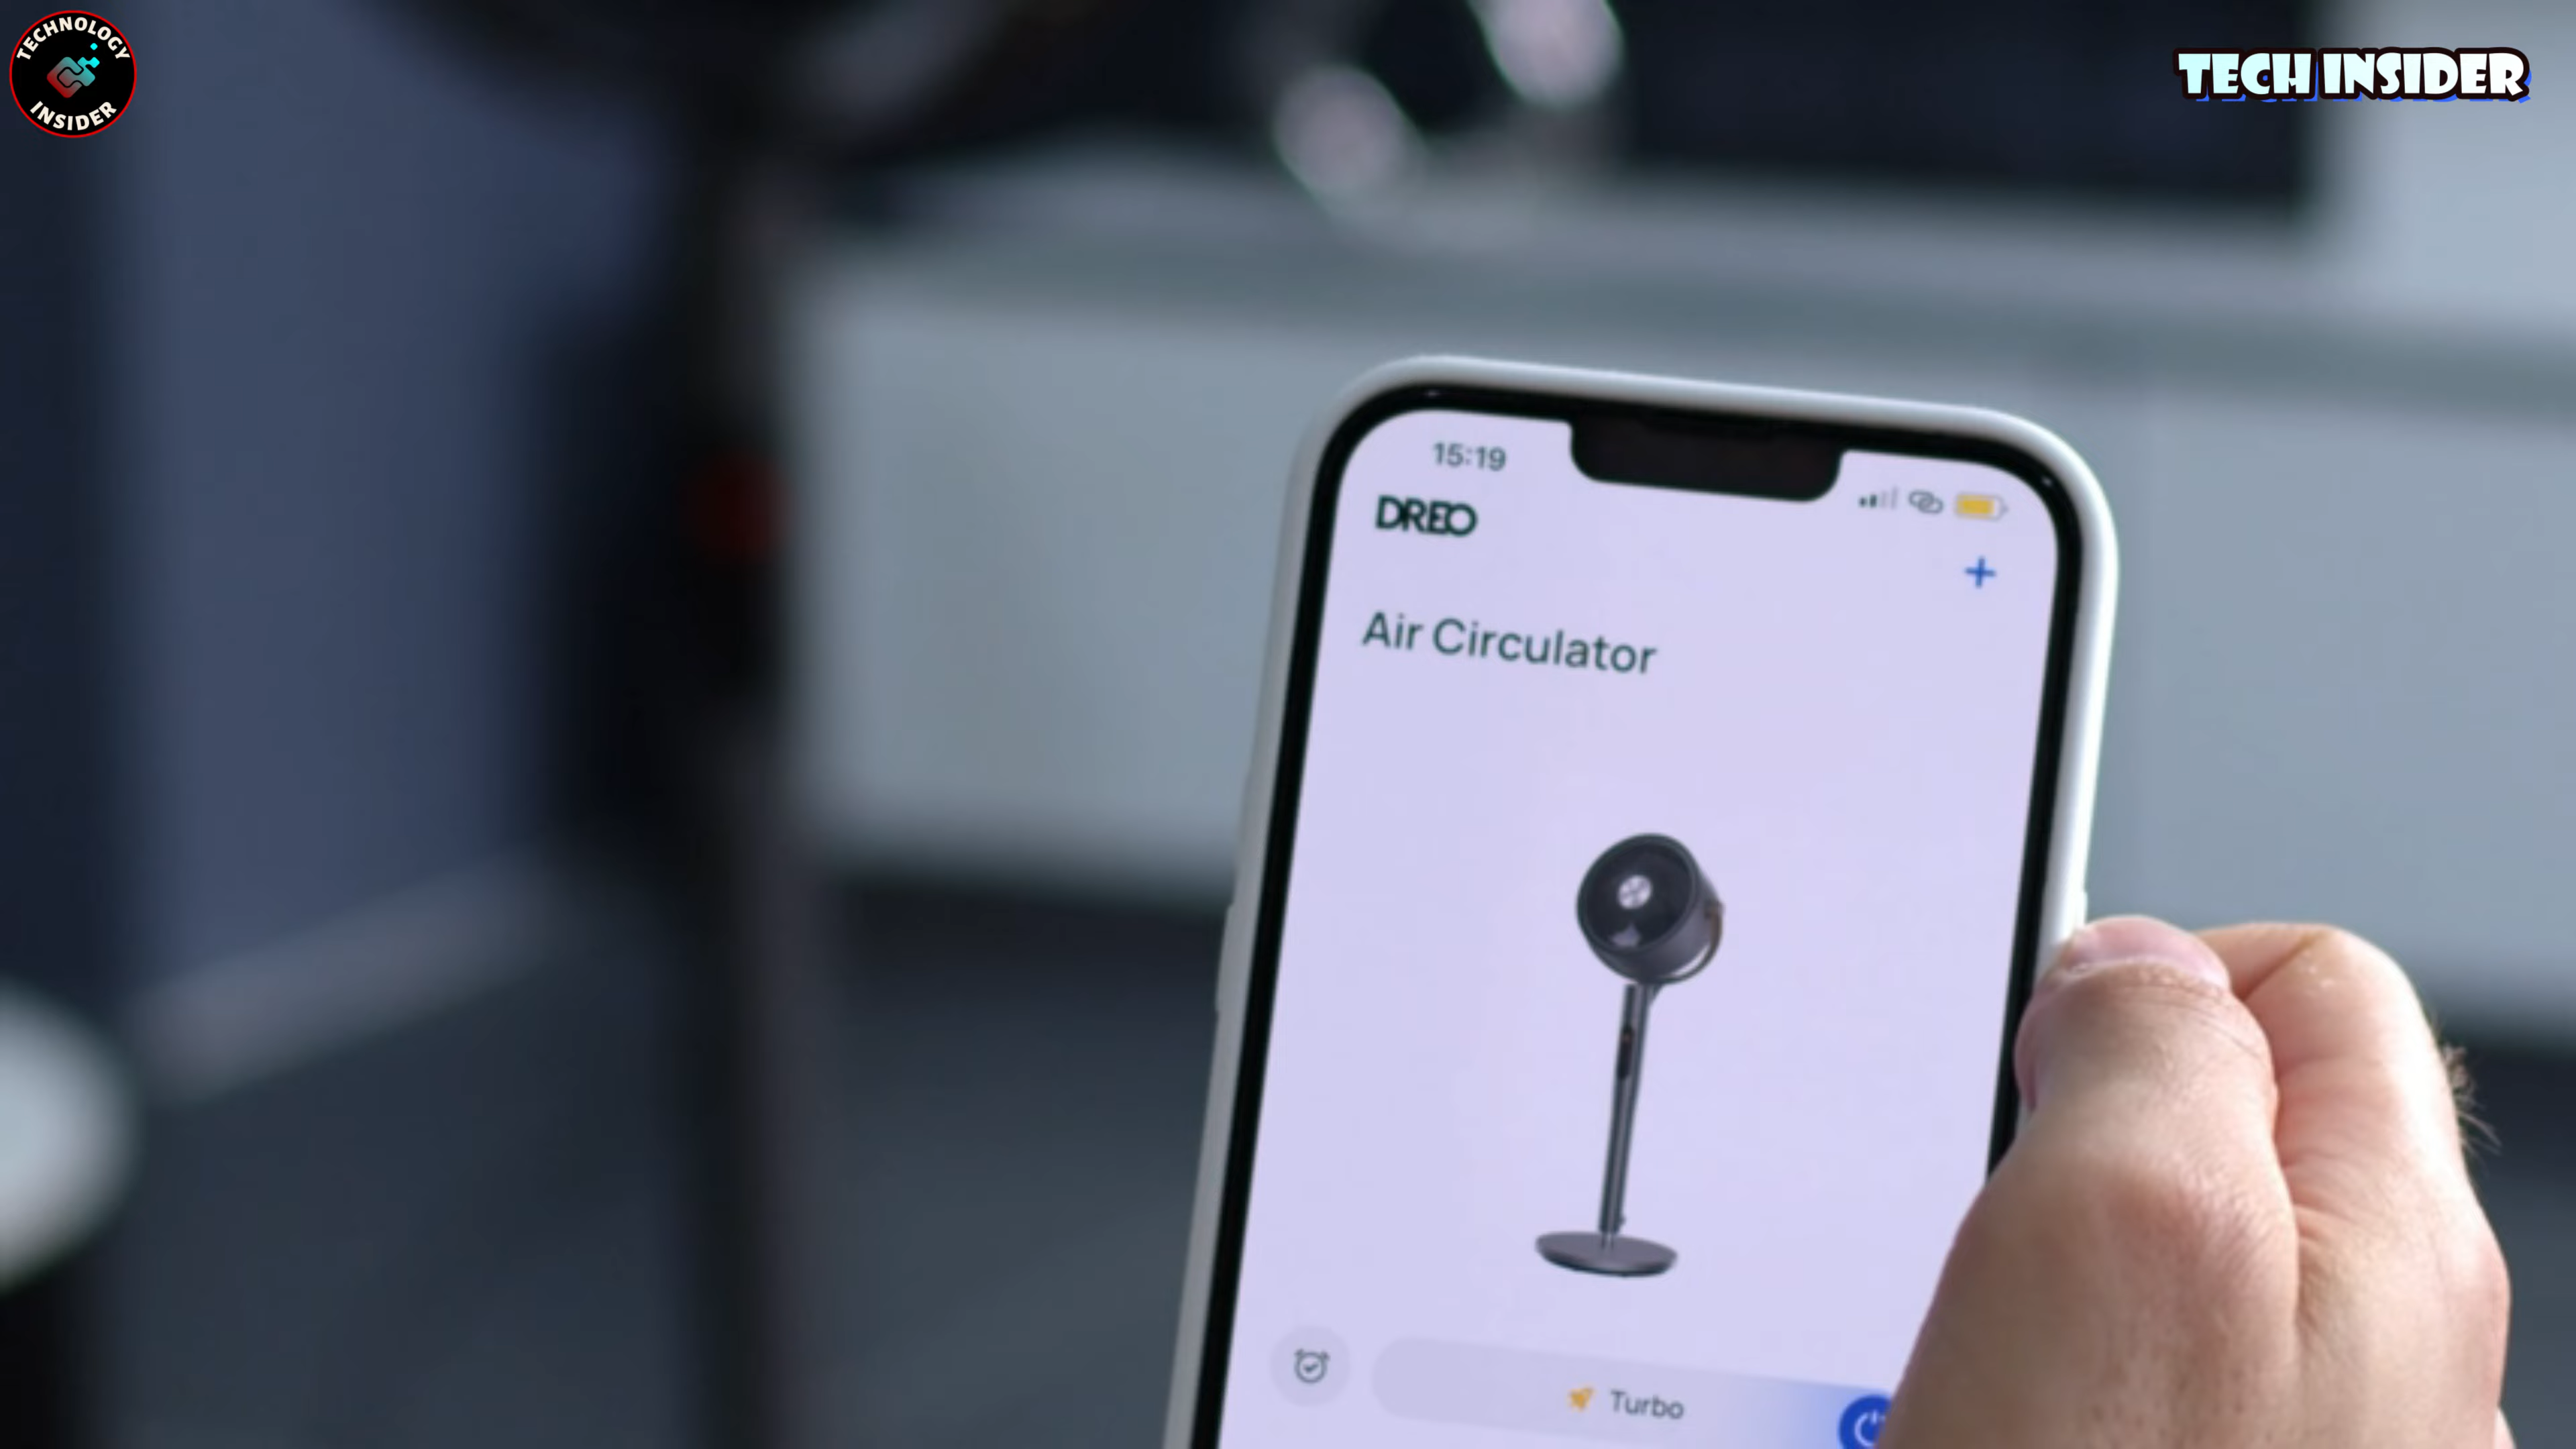 TECHNOLOGY
INSIDER
TECH INSIDER
15:19
DREO
Air Circulator
Turbo